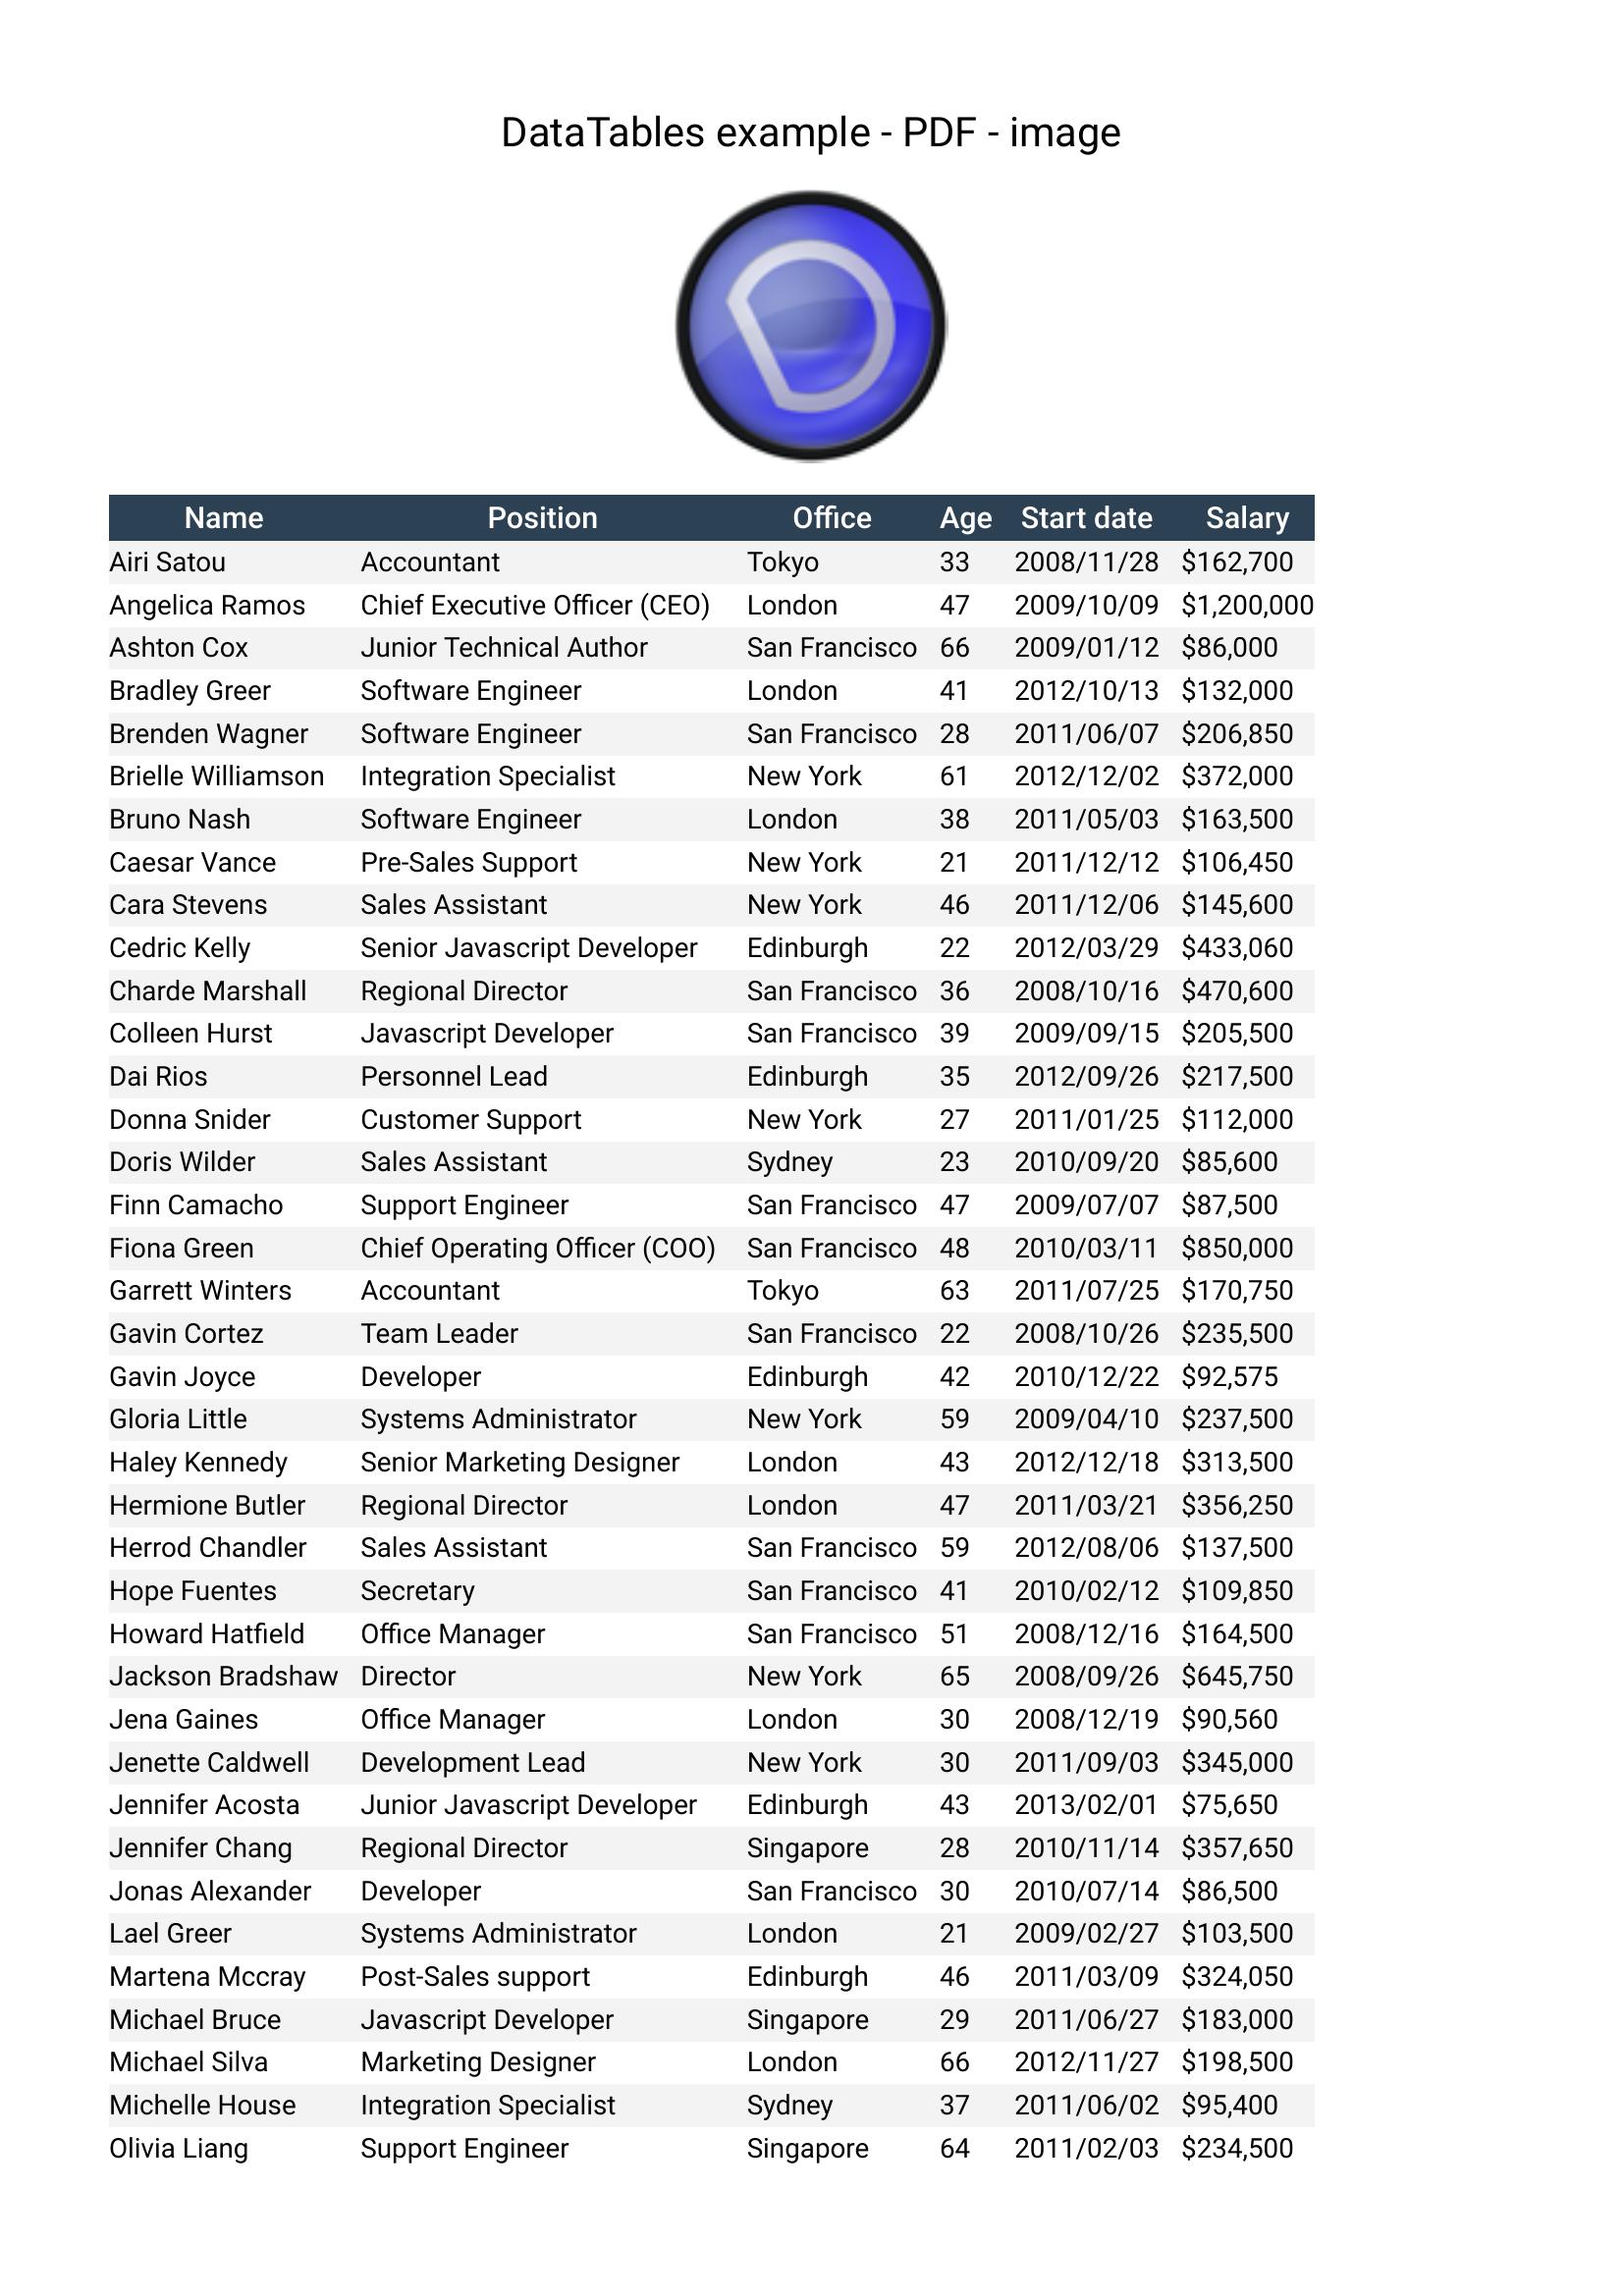 DataTables example - PDF - image
Name Position Office Age Start date Salary
Airi Satou Accountant Tokyo 33 2008/11/28 $162,700
Angelica Ramos Chief Executive Officer (CEO) London 47 2009/10/09 $1,200,000
Ashton Cox Junior Technical Author San Francisco 66 2009/01/12 $86,000
Bradley Greer Software Engineer London 41 2012/10/13 $132,000
Brenden Wagner Software Engineer San Francisco 28 2011/06/07 $206,850
Brielle Williamson Integration Specialist New York 61 2012/12/02 $372,000
Bruno Nash Software Engineer London 38 2011/05/03 $163,500
Caesar Vance Pre-Sales Support New York 21 2011/12/12 $106,450
Cara Stevens Sales Assistant New York 46 2011/12/06 $145,600
Cedric Kelly Senior Javascript Developer Edinburgh 22 2012/03/29 $433,060
Charde Marshall Regional Director San Francisco 36 2008/10/16 $470,600
Colleen Hurst Javascript Developer San Francisco 39 2009/09/15 $205,500
Dai Rios Personnel Lead Edinburgh 35 2012/09/26 $217,500
Donna Snider Customer Support New York 27 2011/01/25 $112,000
Doris Wilder Sales Assistant Sydney 23 2010/09/20 $85,600
Finn Camacho Support Engineer San Francisco 47 2009/07/07 $87,500
Fiona Green Chief Operating Officer (COO) San Francisco 48 2010/03/11 $850,000
Garrett Winters Accountant Tokyo 63 2011/07/25 $170,750
Gavin Cortez Team Leader San Francisco 22 2008/10/26 $235,500
Gavin Joyce Developer Edinburgh 42 2010/12/22 $92,575
Gloria Little Systems Administrator New York 59 2009/04/10 $237,500
Haley Kennedy Senior Marketing Designer London 43 2012/12/18 $313,500
Hermione Butler Regional Director London 47 2011/03/21 $356,250
Herrod Chandler Sales Assistant San Francisco 59 2012/08/06 $137,500
Hope Fuentes Secretary San Francisco 41 2010/02/12 $109,850
Howard Hatfield Office Manager San Francisco 51 2008/12/16 $164,500
Jackson Bradshaw Director New York 65 2008/09/26 $645,750
Jena Gaines Office Manager London 30 2008/12/19 $90,560
Jenette Caldwell Development Lead New York 30 2011/09/03 $345,000
Jennifer Acosta Junior Javascript Developer Edinburgh 43 2013/02/01 $75,650
Jennifer Chang Regional Director Singapore 28 2010/11/14 $357,650
Jonas Alexander Developer San Francisco 30 2010/07/14 $86,500
Lael Greer Systems Administrator London 21 2009/02/27 $103,500
Martena Mccray Post-Sales support Edinburgh 46 2011/03/09 $324,050
Michael Bruce Javascript Developer Singapore 29 2011/06/27 $183,000
Michael Silva Marketing Designer London 66 2012/11/27 $198,500
Michelle House Integration Specialist Sydney 37 2011/06/02 $95,400
Olivia Liang Support Engineer Singapore 64 2011/02/03 $234,500